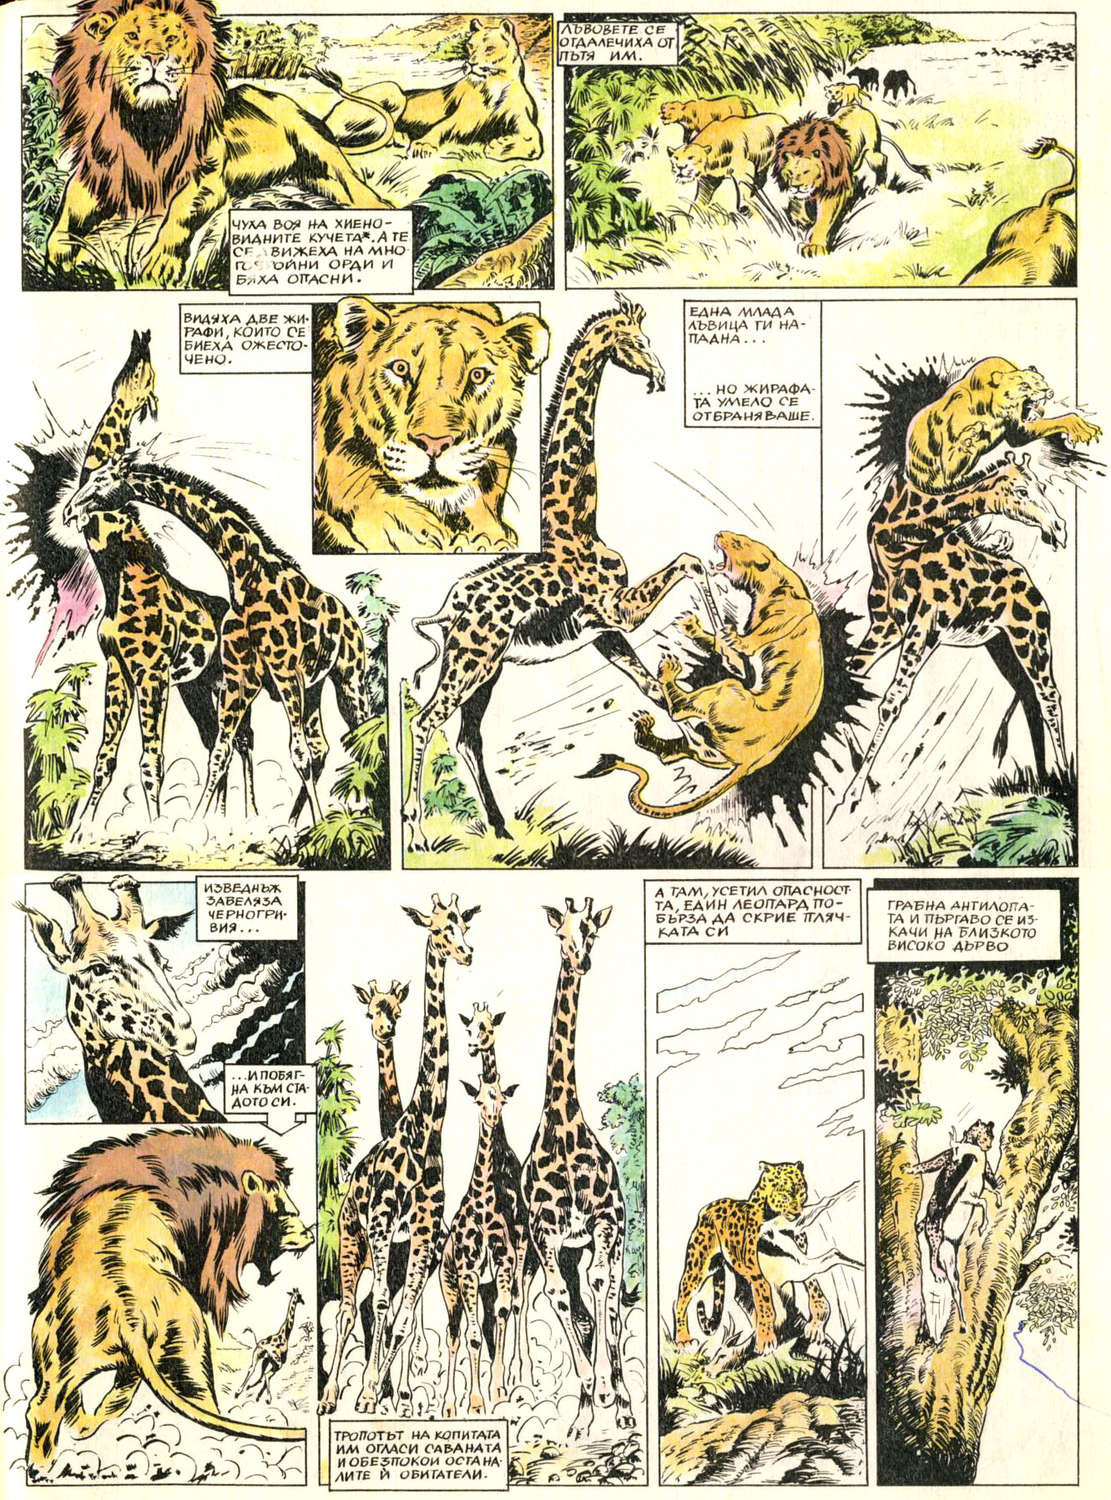 ЧУХА ВОЯ НА ХИЕНО-
ВИДНИТЕ КУЧЕТА*. А ТЕ
СЕ ДВИЖЕХА НА МНО-
ГОБРОЙНИ ОРДИ И
БЯХА ОПАСНИ.
ЛЪВОВЕТЕ СЕ
ОТДАЛЕЧИХА ОТ
ПЪТЯ ИМ.
ВИДЯХА ДВЕ ЖИ-
РАФИ, КОИТО СЕ
БИЕХА ОЖЕСТО-
ЧЕНО.
ЕДНА МЛАДА
ЛЪВИЦА ГИ НА-
ПАДНА...
...НО ЖИРАФА-
ТА УМЕЛО СЕ
ОТБРАНЯВАШЕ.
ИЗВЕДНЪЖ
ЗАБЕЛЯЗА
ЧЕРНОГРИ-
ВИЯ...
...И ПОБЯГ-
НА КЪМ СТА-
ДОТО СИ.
ТРОПОТЪТ НА КОПИТАТА
ИМ ОГЛАСИ САВАНАТА
И ОБЕЗПОКОИ ОСТАНА-
ЛИТЕ Й ОБИТАТЕЛИ.
А ТАМ, УСЕТИЛ ОПАСНОСТ-
ТА, ЕДИН ЛЕОПАРД ПО-
БЪРЗА ДА СКРИЕ ПЛЯЧ-
КАТА СИ
ГРАБНА АНТИЛОПА-
ТА И ПЪРГАВО СЕ ИЗ-
КАЧИ НА БЛИЗКОТО
ВИСОКО ДЪРВО